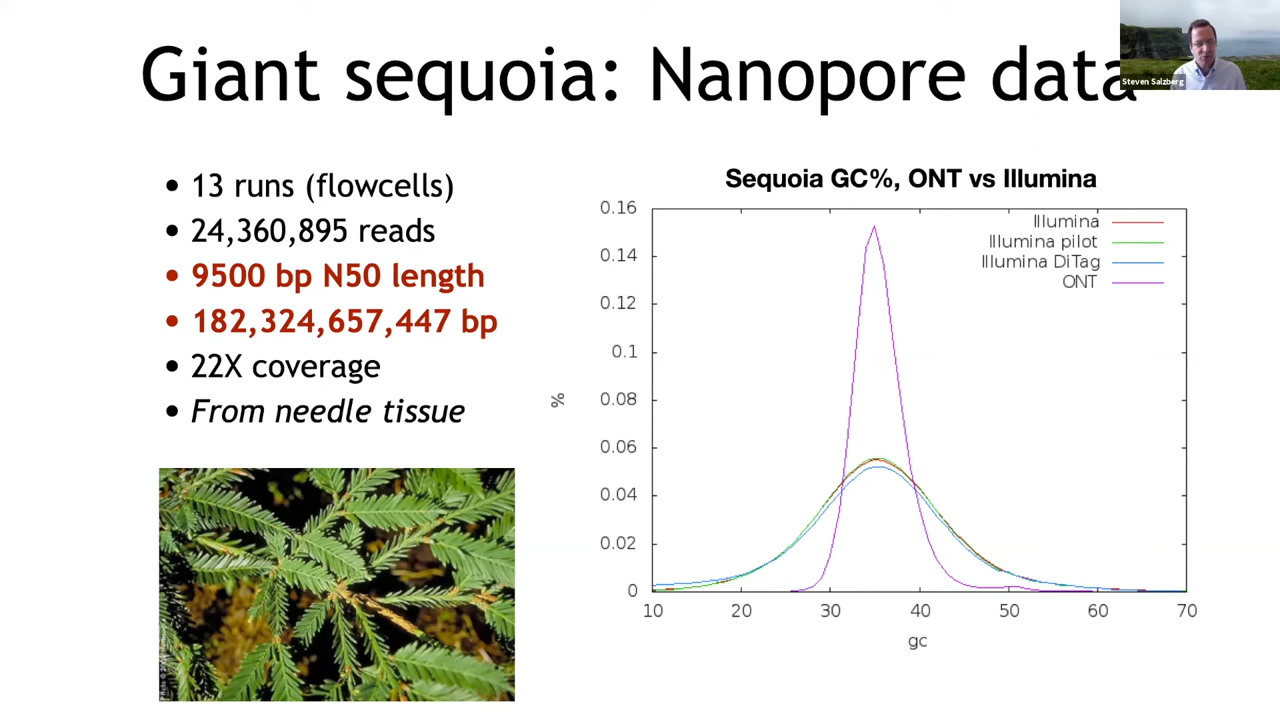 Giant sequoia: Nanopore data
Steven Salzberg
• 13 runs (flowcells)
• 24,360,895 reads
• 9500 bp N50 length
• 182,324,657,447 bp
• 22X coverage
• From needle tissue
Sequoia GC%, ONT vs Illumina
0.16
0.14
0.12
0.1
0.08
0.06
0.04
0.02
0
%
Illumina
Illumina pilot
Illumina DiTag
ONT
10 20 30 40 50 60 70
gc